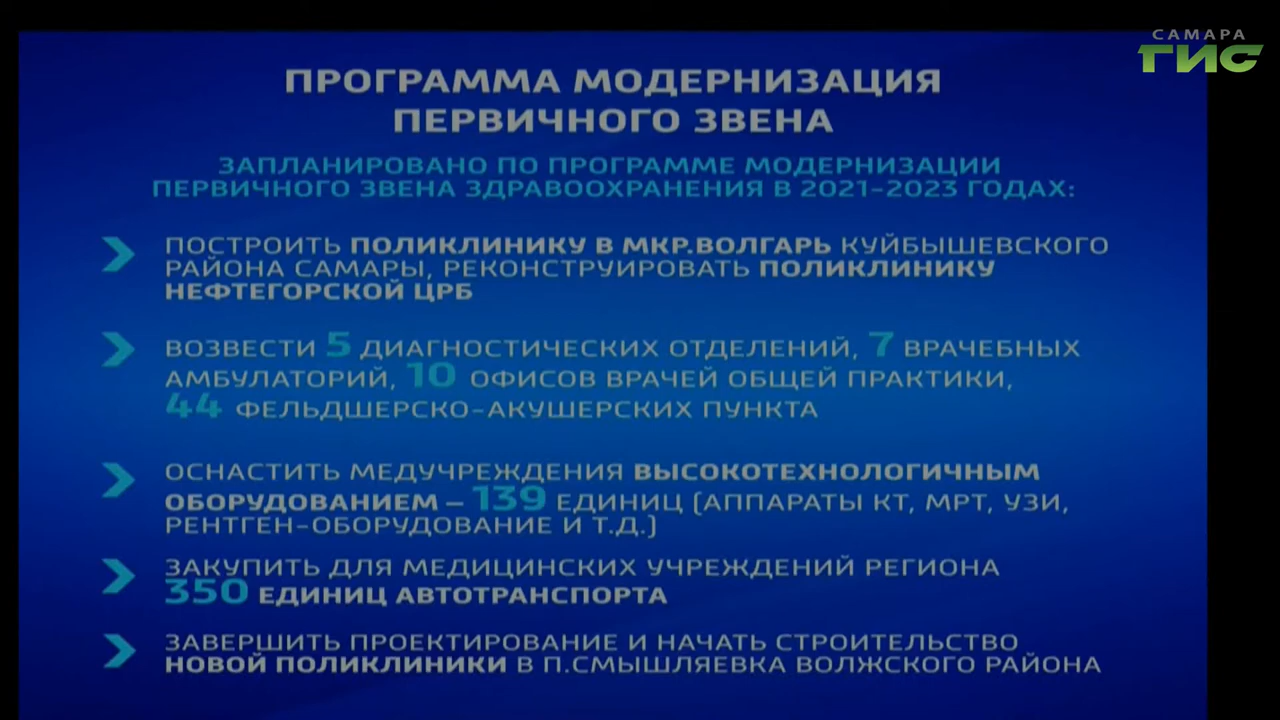 САМАРА
ГИС
ПРОГРАММА МОДЕРНИЗАЦИЯ
ПЕРВИЧНОГО ЗВЕНА
ЗАПЛАНИРОВАНО ПО ПРОГРАММЕ МОДЕРНИЗАЦИИ
ПЕРВИЧНОГО ЗВЕНА ЗДРАВООХРАНЕНИЯ В 2021-2023 ГОДАХ:
ПОСТРОИТЬ ПОЛИКЛИНИКУ В МКР.ВОЛГАРЬ КУЙБЫШЕВСКОГО
РАЙОНА САМАРЫ, РЕКОНСТРУИРОВАТЬ ПОЛИКЛИНИКУ
НЕФТЕГОРСКОЙ ЦРБ
ВОЗВЕСТИ 5 ДИАГНОСТИЧЕСКИХ ОТДЕЛЕНИЙ, 7 ВРАЧЕБНЫХ
АМБУЛАТОРИЙ, 10 ОФИСОВ ВРАЧЕЙ ОБЩЕЙ ПРАКТИКИ,
44 ФЕЛЬДШЕРСКО-АКУШЕРСКИХ ПУНКТА
ОСНАСТИТЬ МЕДУЧРЕЖДЕНИЯ ВЫСОКОТЕХНОЛОГИЧНЫМ
ОБОРУДОВАНИЕМ – 139 ЕДИНИЦ (АППАРАТЫ КТ, МРТ, УЗИ,
РЕНТГЕН-ОБОРУДОВАНИЕ И Т.Д.)
ЗАКУПИТЬ ДЛЯ МЕДИЦИНСКИХ УЧРЕЖДЕНИЙ РЕГИОНА
350 ЕДИНИЦ АВТОТРАНСПОРТА
ЗАВЕРШИТЬ ПРОЕКТИРОВАНИЕ И НАЧАТЬ СТРОИТЕЛЬСТВО
НОВОЙ ПОЛИКЛИНИКИ В П.СМЫШЛЯЕВКА ВОЛЖСКОГО РАЙОНА